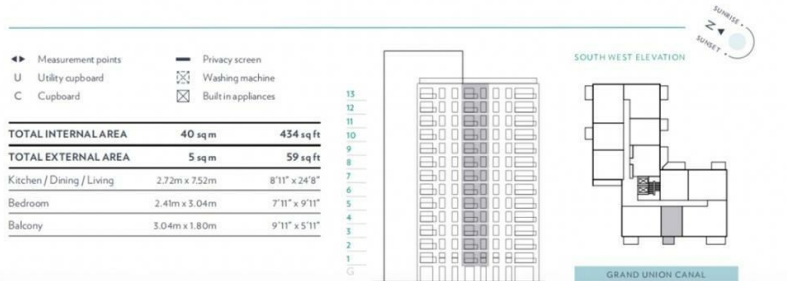 SUNRISE
N
SUNSET
Measurement points
Privacy screen
U Utility cupboard
Washing machine
C Cupboard
Built in appliances
SOUTH WEST ELEVATION
TOTAL INTERNAL AREA 40 sq m 434 sq ft
TOTAL EXTERNAL AREA 5 sq m 59 sq ft
Kitchen / Dining / Living 2.72m x 7.52m 8'11" x 24'8"
Bedroom 2.41m x 3.04m 7'11" x 9'11"
Balcony 3.04m x 1.80m 9'11" x 5'11"
13
12
11
10
9
8
7
6
5
4
3
2
1
G
GRAND UNION CANAL